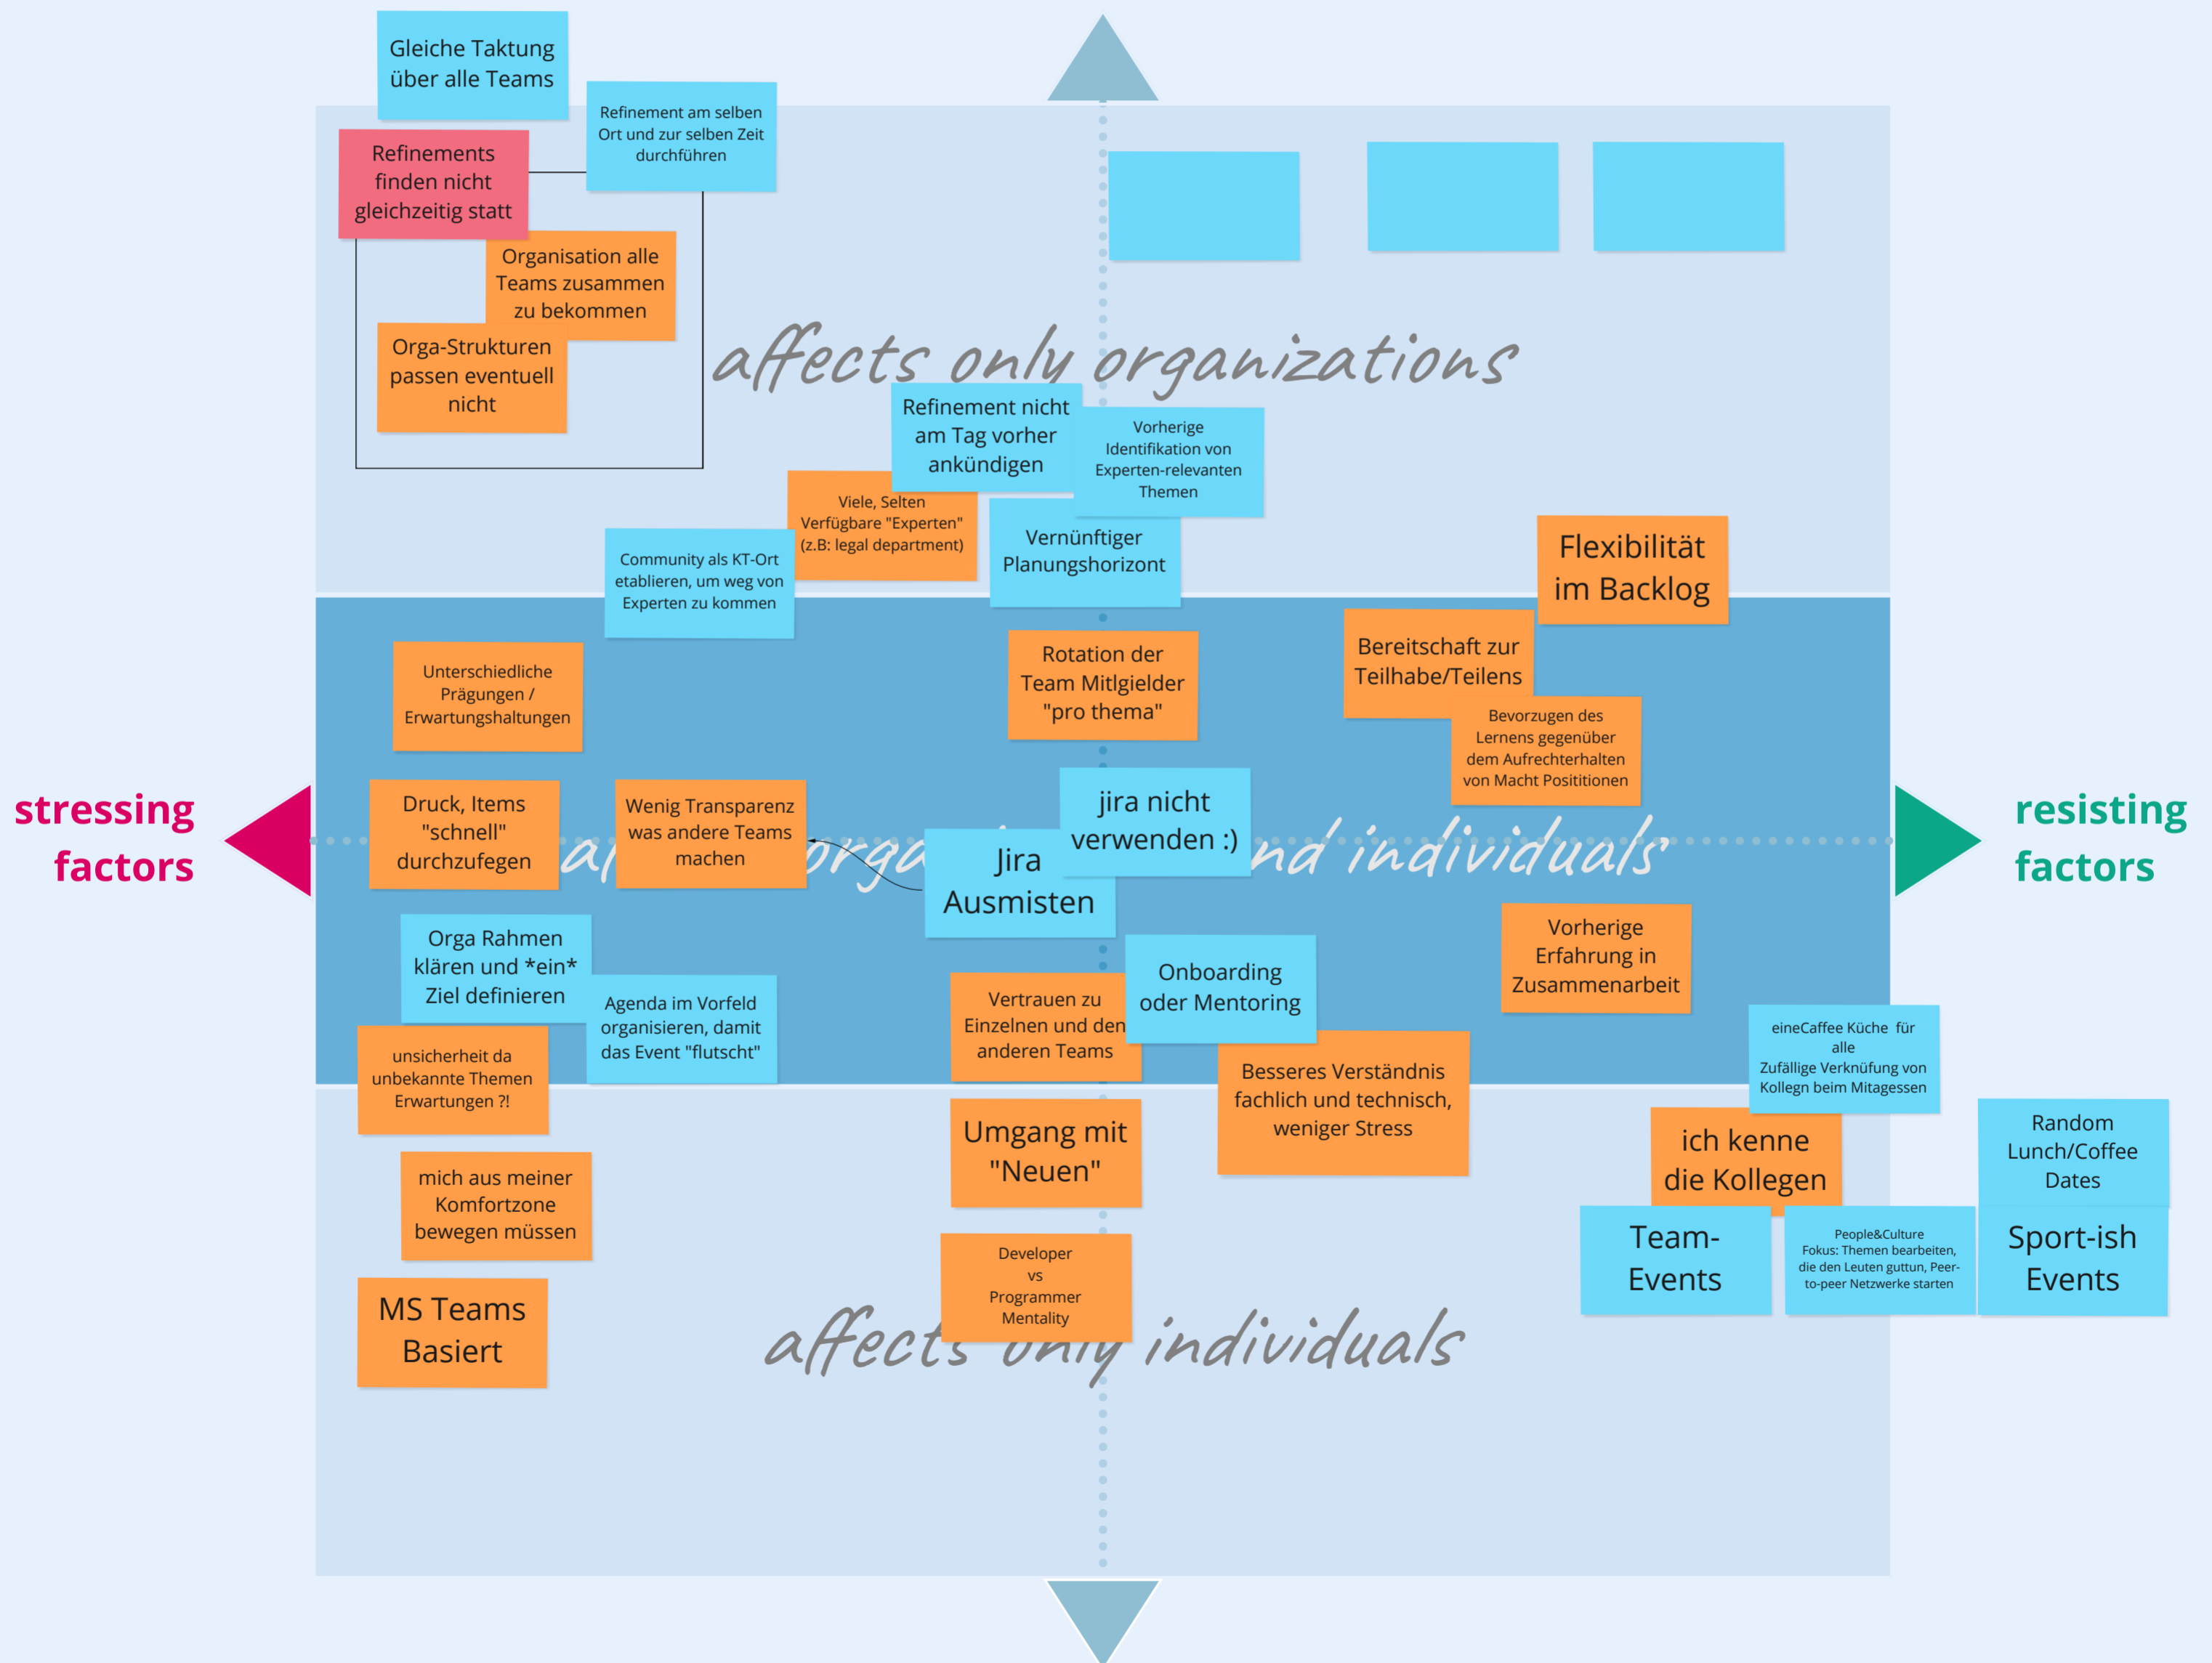 Gleiche Taktung
über alle Teams
Refinement am selben
Ort und zur selben Zeit
durchführen
Refinements
finden nicht
gleichzeitig statt
Organisation alle
Teams zusammen
zu bekommen
Orga-Strukturen
passen eventuell
nicht
affects only organizations
Refinement nicht
am Tag vorher
ankündigen
Vorherige
Identifikation von
Experten-relevanten
Themen
Viele, Selten
Verfügbare "Experten"
(z.B: legal department)
Vernünftiger
Planungshorizont
Community als KT-Ort
etablieren, um weg von
Experten zu kommen
Flexibilität
im Backlog
Unterschiedliche
Prägungen /
Erwartungshaltungen
Rotation der
Team Mitlgielder
"pro thema"
Bereitschaft zur
Teilhabe/Teilens
Bevorzugen des
Lernens gegenüber
dem Aufrechterhalten
von Macht Posititionen
stressing
factors
Druck, Items
"schnell"
durchzufegen
Wenig Transparenz
was andere Teams
machen
jira nicht
verwenden :)
Jira
Ausmisten
individuals
resisting
factors
Orga Rahmen
klären und *ein*
Ziel definieren
Agenda im Vorfeld
organisieren, damit
das Event "flutscht"
Vertrauen zu
Einzelnen und den
anderen Teams
Onboarding
oder Mentoring
Vorherige
Erfahrung in
Zusammenarbeit
unsicherheit da
unbekannte Themen
Erwartungen ?!
Besseres Verständnis
fachlich und technisch,
weniger Stress
eineCaffee Küche für
alle
Zufällige Verknüfung von
Kollegn beim Mitagessen
Umgang mit
"Neuen"
ich kenne
die Kollegen
Random
Lunch/Coffee
Dates
mich aus meiner
Komfortzone
bewegen müssen
Team-
Events
People&Culture
Fokus: Themen bearbeiten,
die den Leuten guttun, Peer-
to-peer Netzwerke starten
Sport-ish
Events
MS Teams
Basiert
Developer
vs
Programmer
Mentality
affects only individuals